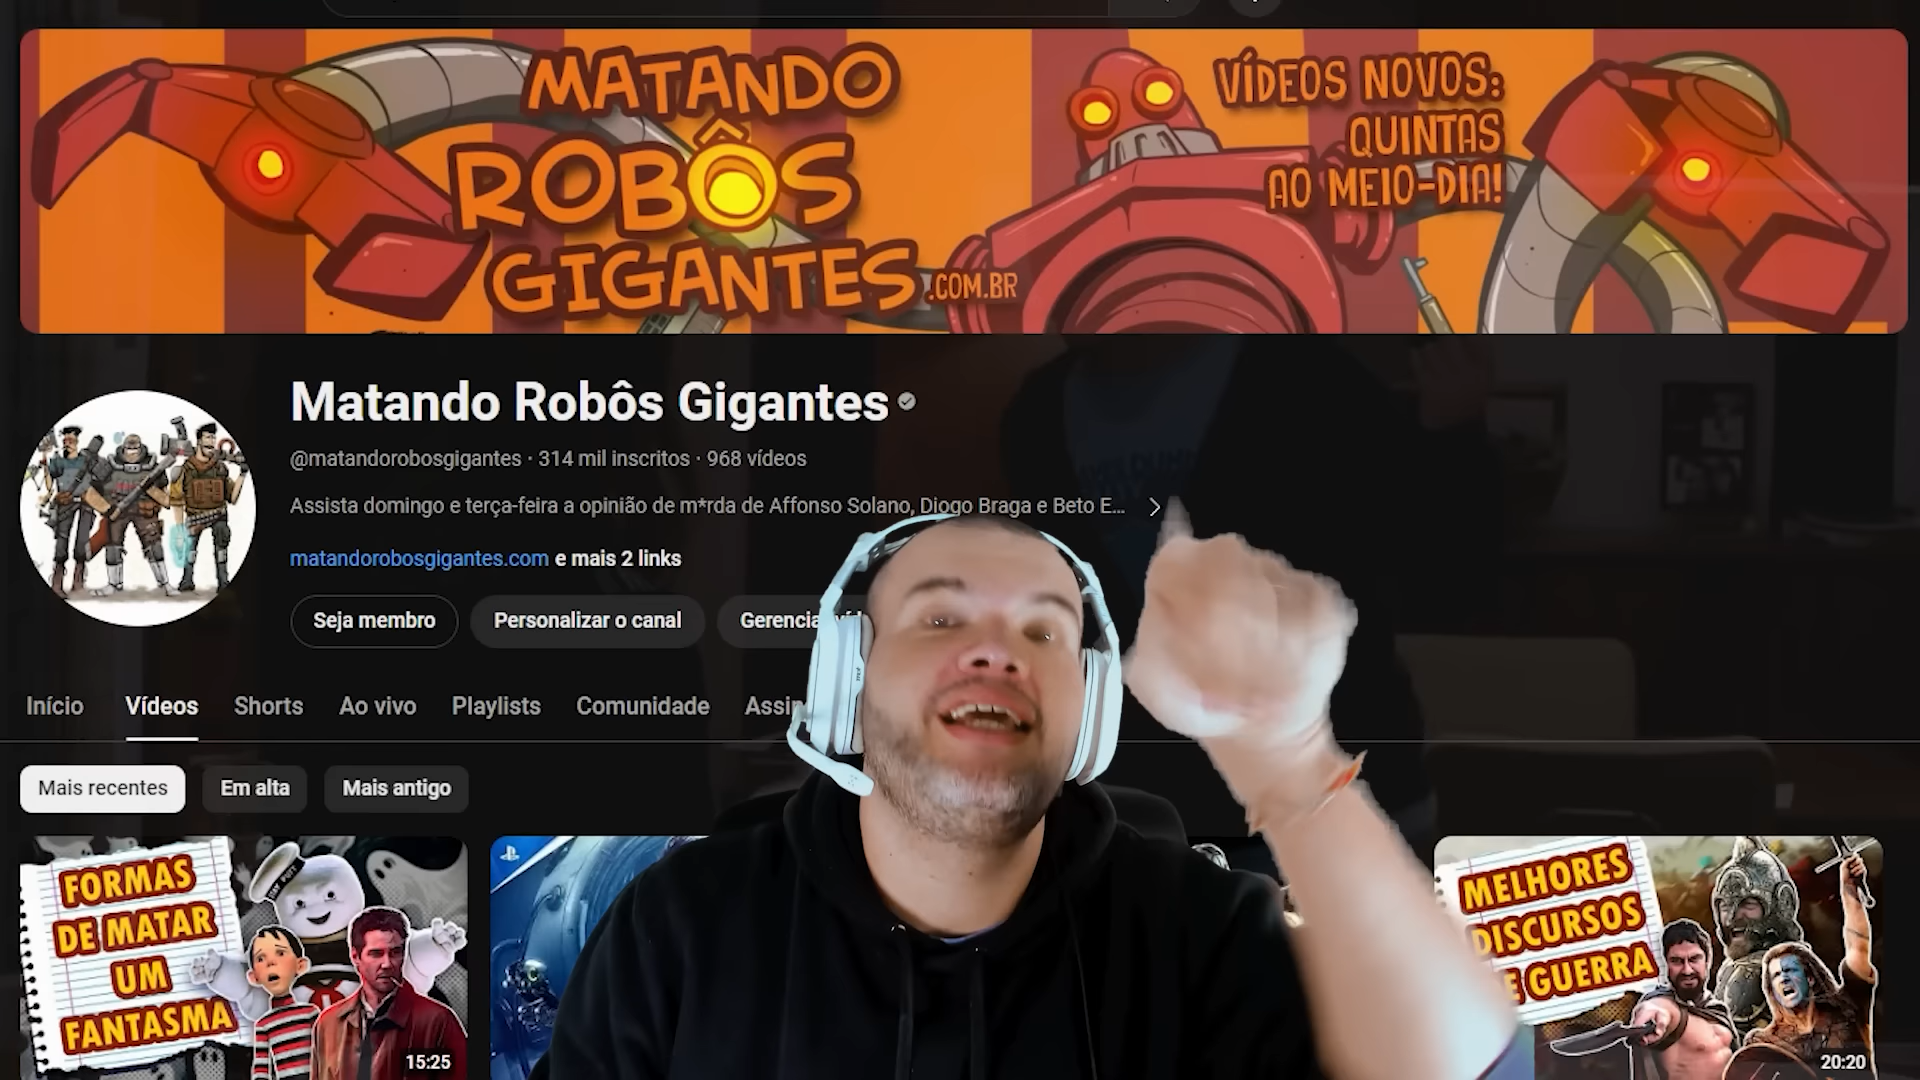 MATANDO
ROBÔS
GIGANTES
.COM.BR
VÍDEOS NOVOS:
QUINTAS
AO MEIO-DIA!
Matando Robôs Gigantes
@matandorobosgigantes · 314 mil inscritos · 968 vídeos
Assista domingo e terça-feira a opinião de m*rda de Affonso Solano, Diogo Braga e Beto E...
matandorobosgigantes.com e mais 2 links
Seja membro
Personalizar o canal
Início
Vídeos
Shorts
Ao vivo
Playlists
Comunidade
Mais recentes
Em alta
Mais antigo
FORMAS
DE MATAR
UM
FANTASMA
15:25
MELHORES
DISCURSOS
GUERRA
20:20